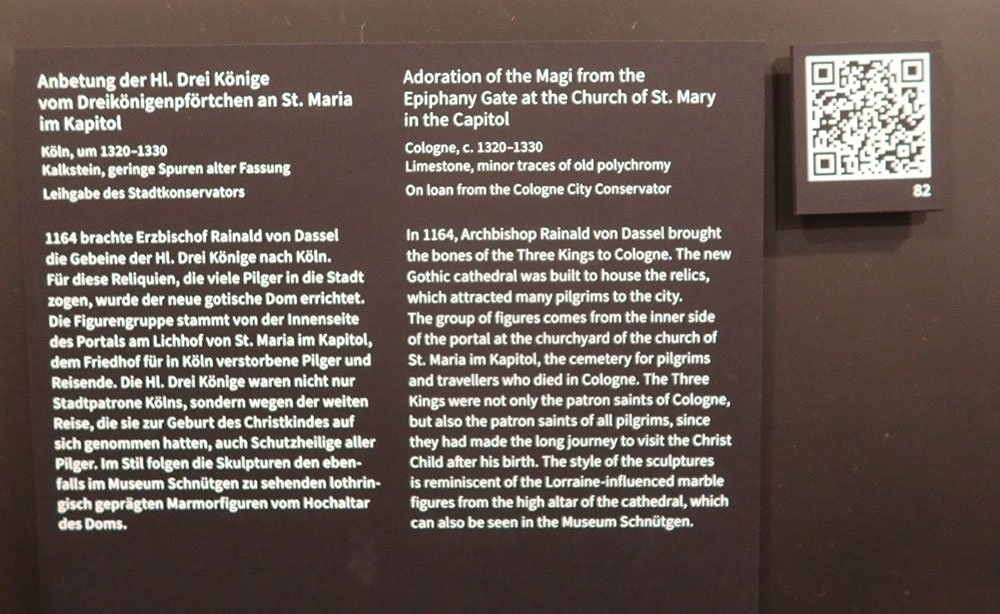 Anbetung der Hl. Drei Könige
vom Dreikönigenpförtchen an St. Maria
im Kapitol
Köln, um 1320–1330
Kalkstein, geringe Spuren alter Fassung
Leihgabe des Stadtkonservators
1164 brachte Erzbischof Rainald von Dassel
die Gebeine der Hl. Drei Könige nach Köln.
Für diese Reliquien, die viele Pilger in die Stadt
zogen, wurde der neue gotische Dom errichtet.
Die Figurengruppe stammt von der Innenseite
des Portals am Lichhof von St. Maria im Kapitol,
dem Friedhof für in Köln verstorbene Pilger und
Reisende. Die Hl. Drei Könige waren nicht nur
Stadtpatrone Kölns, sondern wegen der weiten
Reise, die sie zur Geburt des Christkindes auf
sich genommen hatten, auch Schutzheilige aller
Pilger. Im Stil folgen die Skulpturen den eben-
falls im Museum Schnütgen zu sehenden lothrin-
gisch geprägten Marmorfiguren vom Hochaltar
des Doms.
Adoration of the Magi from the
Epiphany Gate at the Church of St. Mary
in the Capitol
Cologne, c. 1320–1330
Limestone, minor traces of old polychromy
On loan from the Cologne City Conservator
In 1164, Archbishop Rainald von Dassel brought
the bones of the Three Kings to Cologne. The new
Gothic cathedral was built to house the relics,
which attracted many pilgrims to the city.
The group of figures comes from the inner side
of the portal at the churchyard of the church of
St. Maria im Kapitol, the cemetery for pilgrims
and travellers who died in Cologne. The Three
Kings were not only the patron saints of Cologne,
but also the patron saints of all pilgrims, since
they had made the long journey to visit the Christ
Child after his birth. The style of the sculptures
is reminiscent of the Lorraine-influenced marble
figures from the high altar of the cathedral, which
can also be seen in the Museum Schnütgen.
82